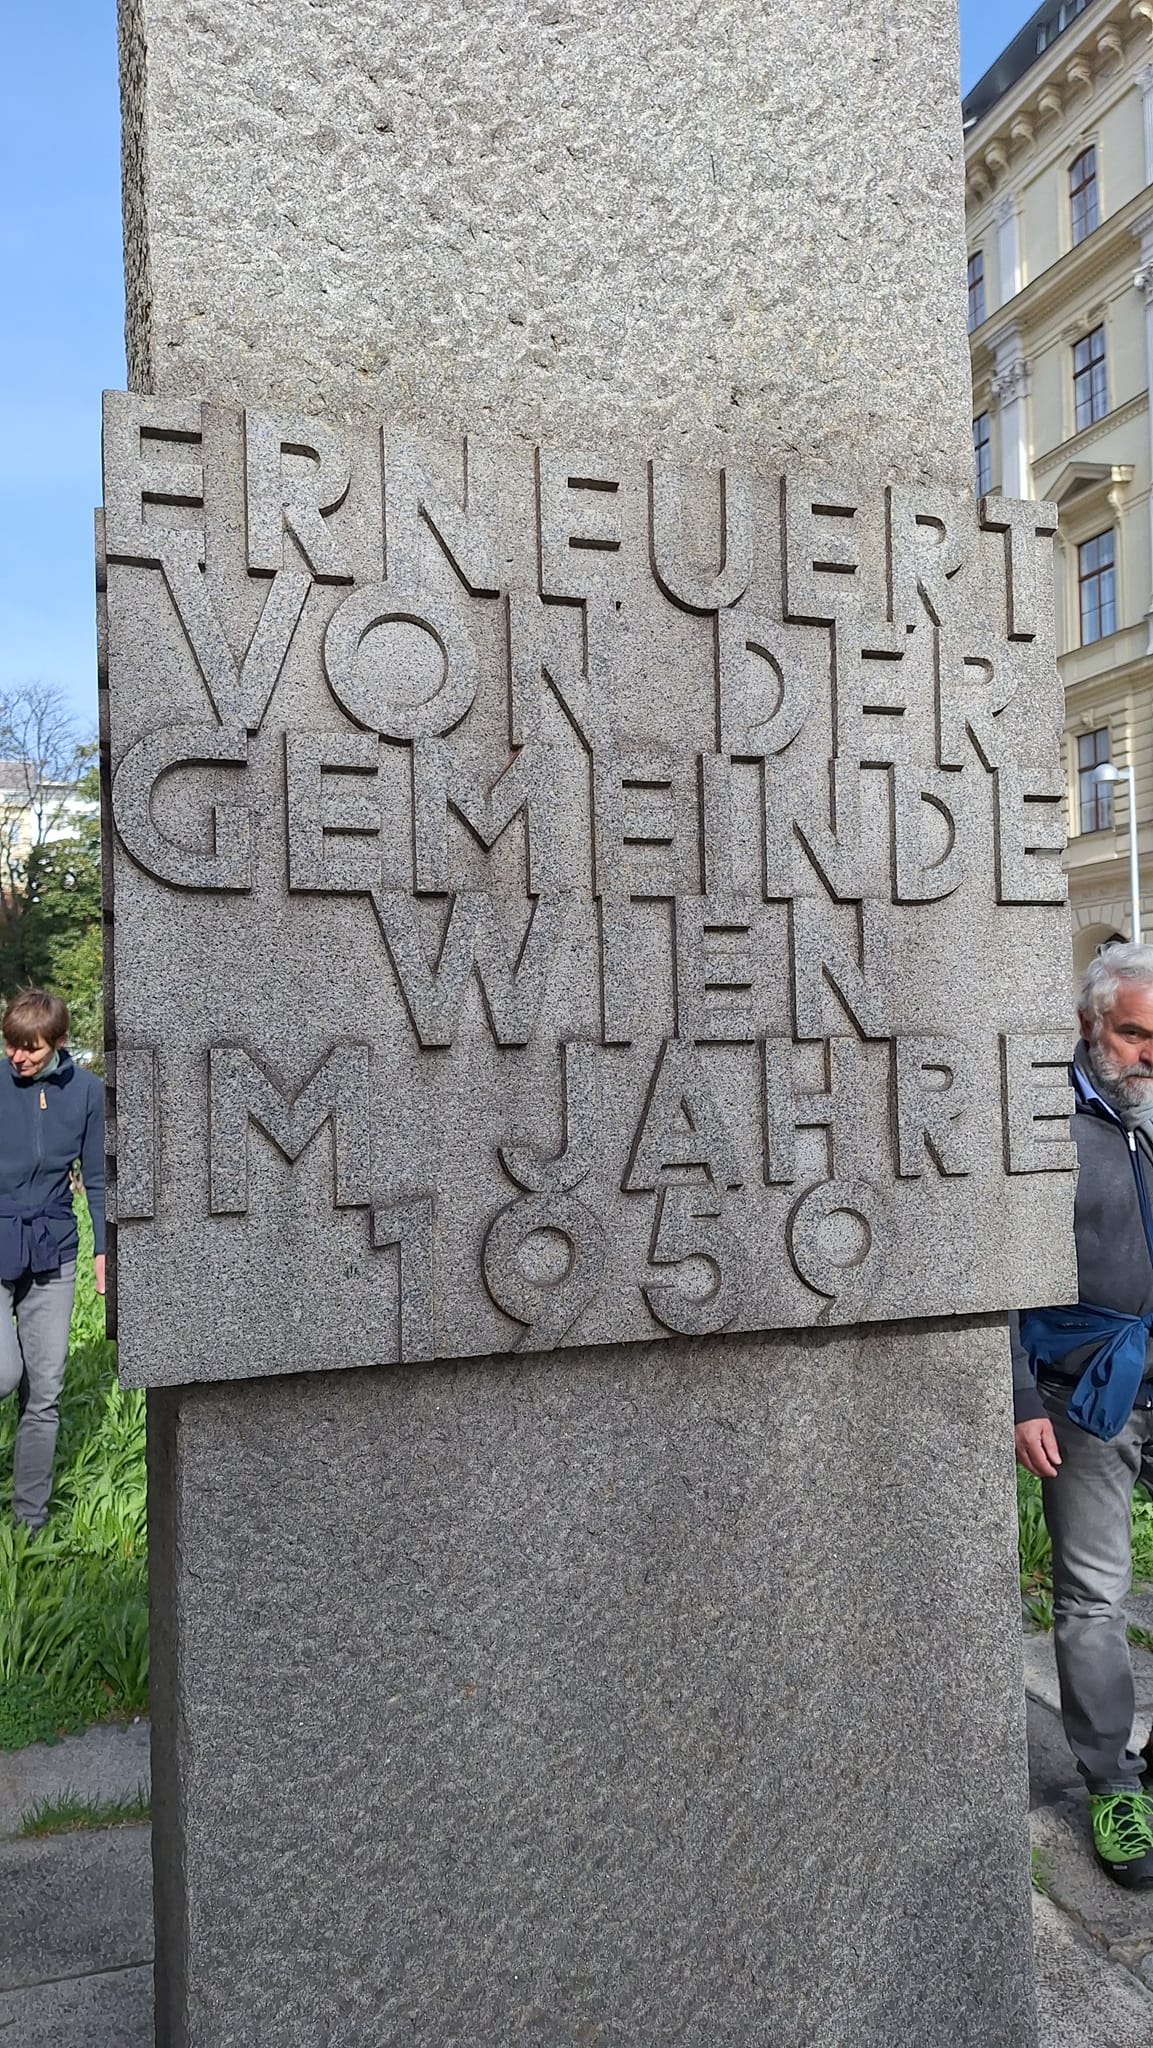 ERNEUERT
VON DER
GEMEINDE
WIEN
IM JAHRE
1959